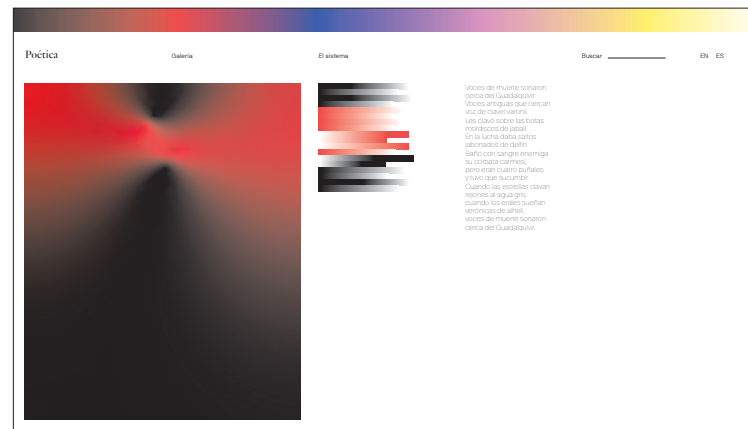 Poética
Galería
El sistema
Buscar
EN ES
Voces de muerte sonaron
cerca del Guadalquivir.
Voces antiguas que cercan
voz de clavel varonil.
Les clavó sobre las botas
mordiscos de jabalí.
En la lucha daba saltos
jabonados de delfín.
Bañó con sangre enemiga
su corbata carmesí,
pero eran cuatro puñales
y tuvo que sucumbir.
Cuando las estrellas clavan
rejones al agua gris,
cuando los erales sueñan
verónicas de alhelí,
voces de muerte sonaron
cerca del Guadalquivir.